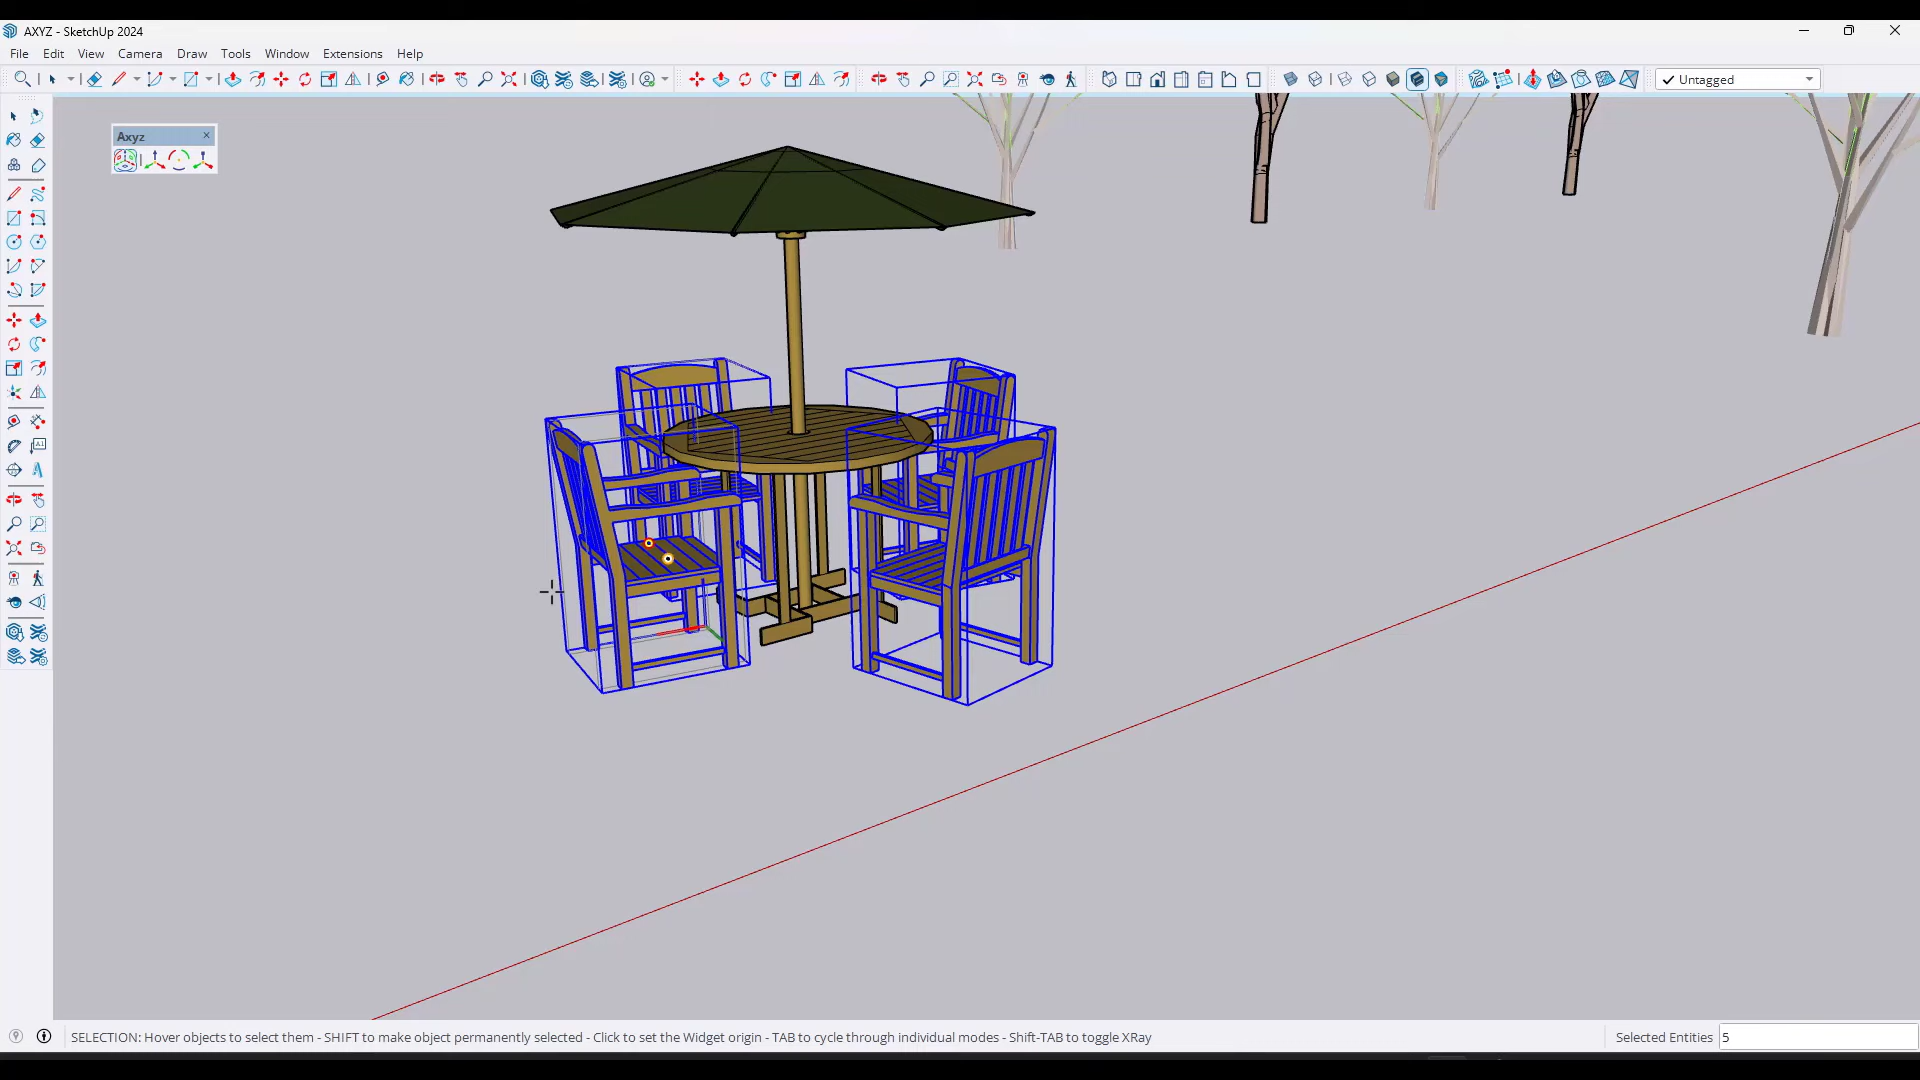 AXYZ - SketchUp 2024
File Edit View Camera Draw Tools Window Extensions Help
Untagged
Axyz
SELECTION: Hover objects to select them - SHIFT to make object permanently selected - Click to set the Widget origin - TAB to cycle through individual modes - Shift-TAB to toggle XRay
Selected Entities 5